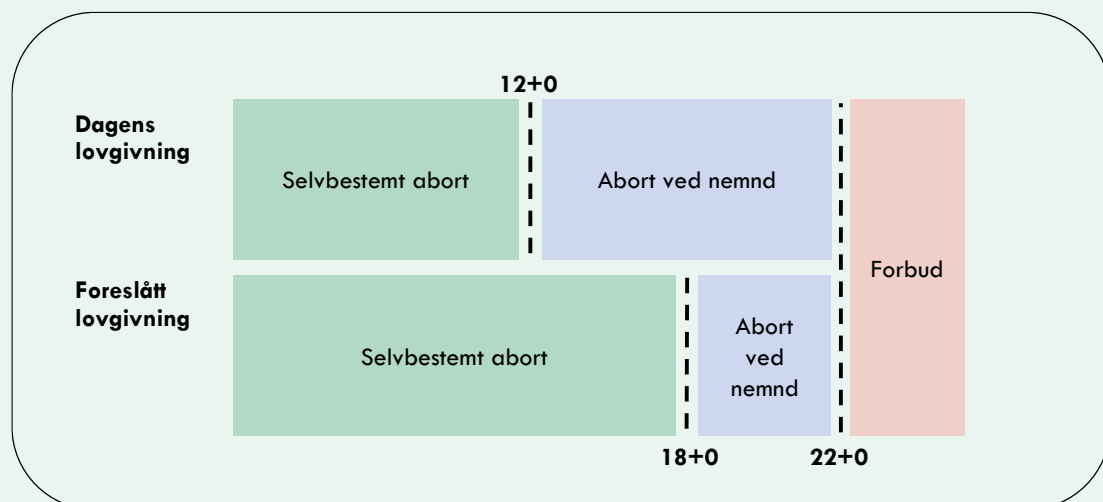 12+0
Dagens
lovgivning
Selvbestemt abort
Abort ved nemnd
Forbud
Foreslått
lovgivning
Selvbestemt abort
Abort
ved
nemnd
18+0
22+0